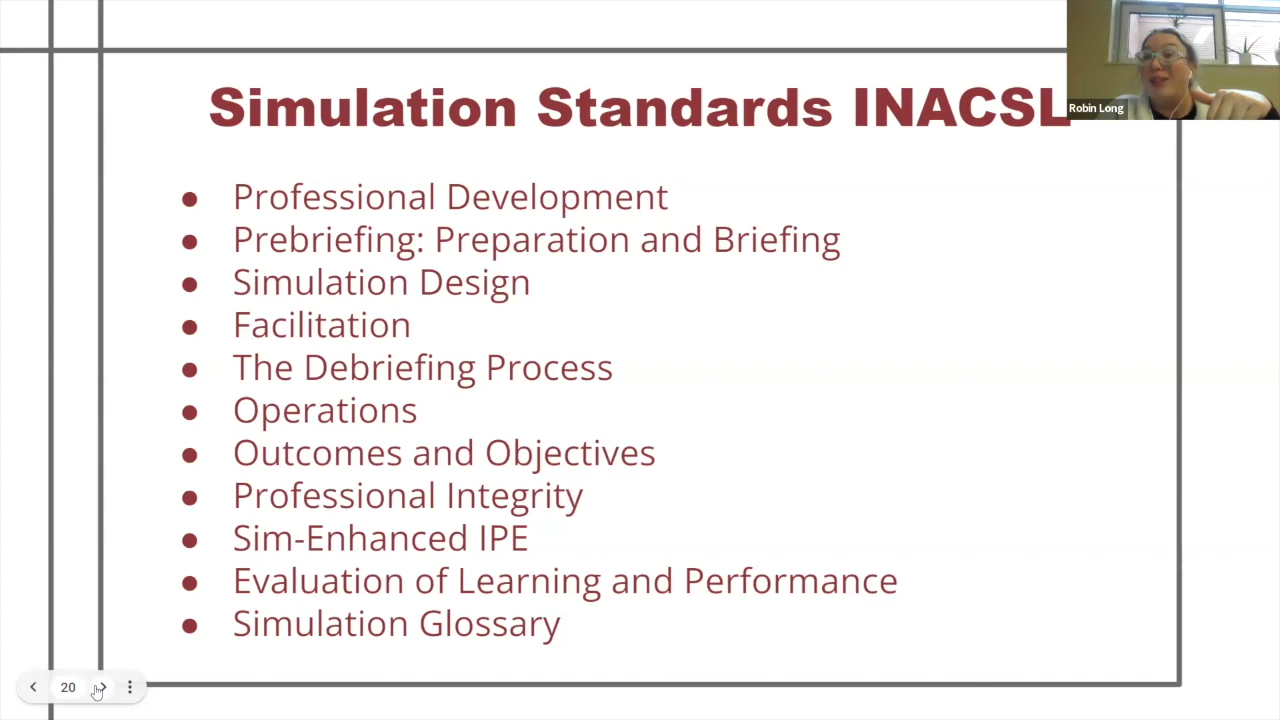 Simulation Standards INACSL
Robin Long
● Professional Development
● Prebriefing: Preparation and Briefing
● Simulation Design
● Facilitation
● The Debriefing Process
● Operations
● Outcomes and Objectives
● Professional Integrity
● Sim-Enhanced IPE
● Evaluation of Learning and Performance
● Simulation Glossary
20